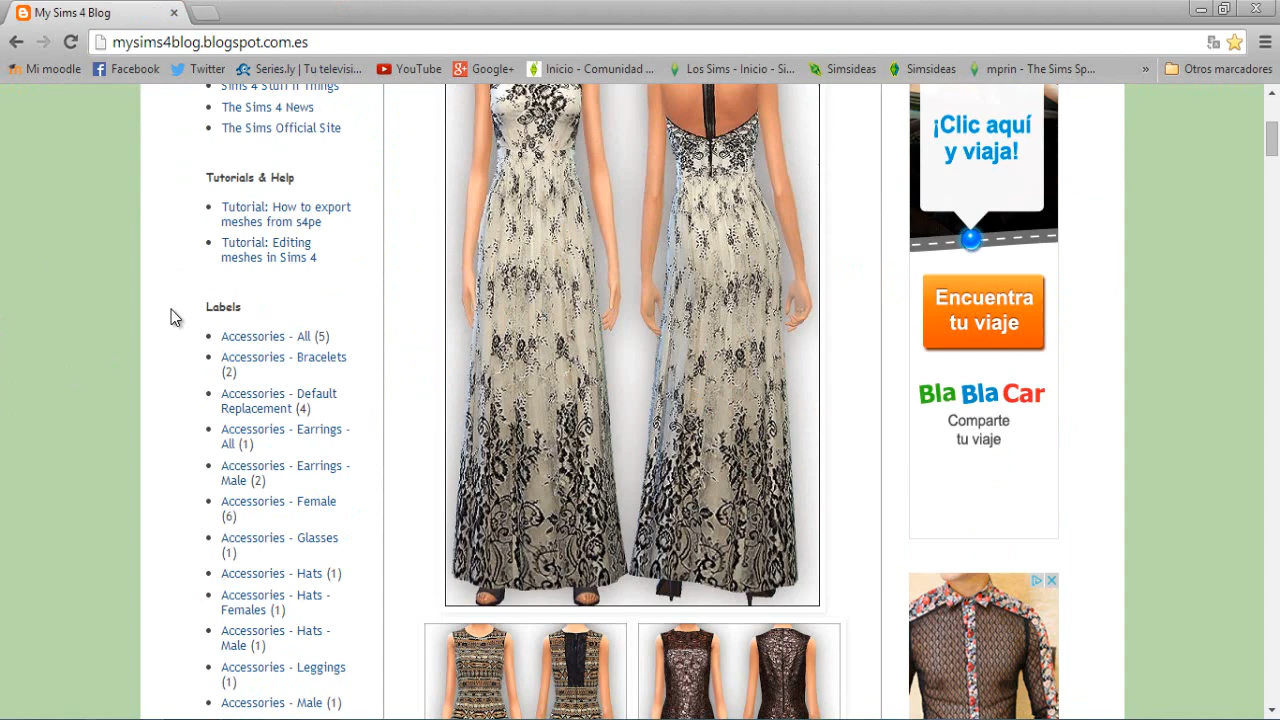 My Sims 4 Blog
mysims4blog.blogspot.com.es
Mi moodle
Facebook
Twitter
Series.ly | Tu televisi...
YouTube
Google+
Inicio - Comunidad ...
Los Sims - Inicio - Si...
Simsideas
Simsideas
mprin - The Sims Sp...
»
Otros marcadores
Sims 4 Stuff n Things
The Sims 4 News
The Sims Official Site
Tutorials & Help
Tutorial: How to export
meshes from s4pe
Tutorial: Editing
meshes in Sims 4
Labels
Accessories - All (5)
Accessories - Bracelets
(2)
Accessories - Default
Replacement (4)
Accessories - Earrings -
All (1)
Accessories - Earrings -
Male (2)
Accessories - Female
(6)
Accessories - Glasses
(1)
Accessories - Hats (1)
Accessories - Hats -
Females (1)
Accessories - Hats -
Male (1)
Accessories - Leggings
(1)
Accessories - Male (1)
¡Clic aquí
y viaja!
Encuentra
tu viaje
Bla Bla Car
Comparte
tu viaje